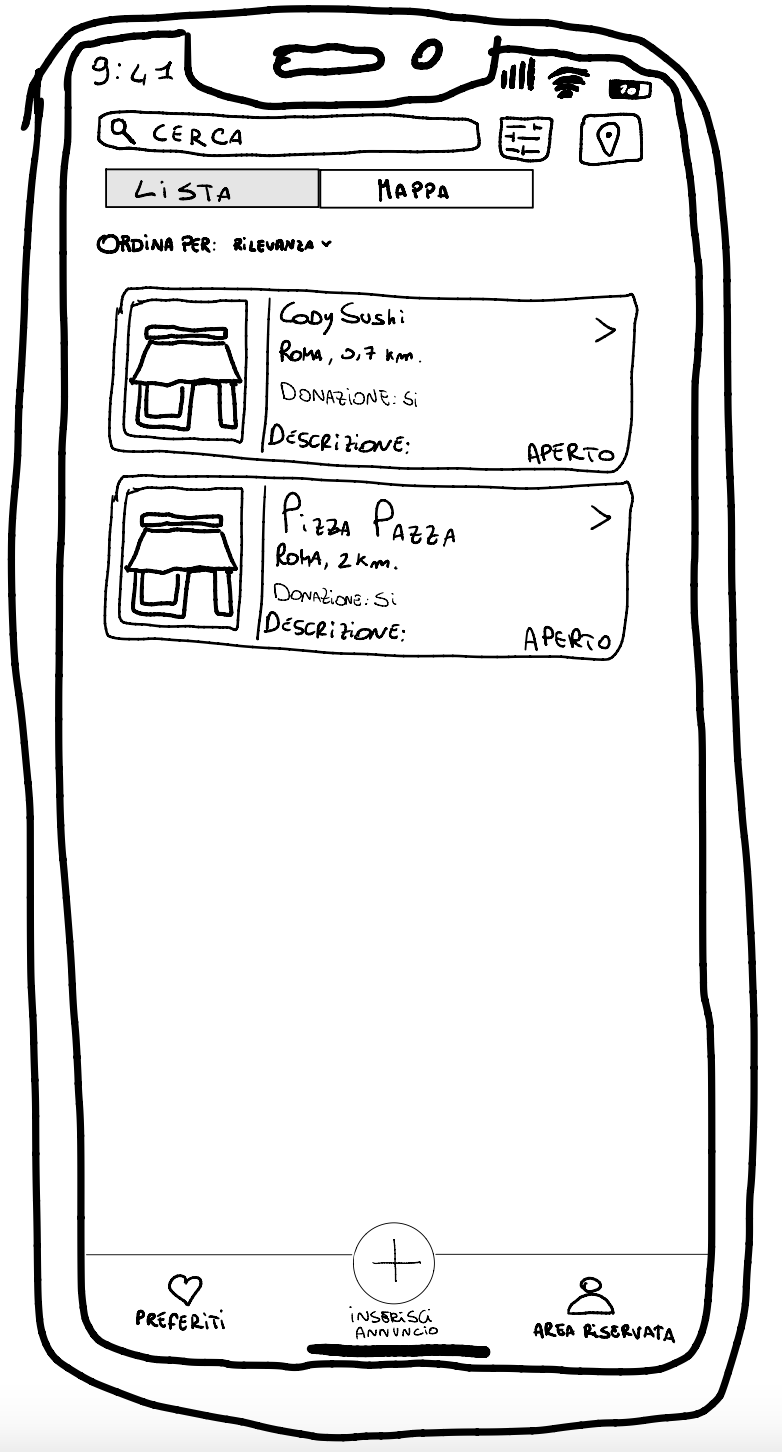 9:41
CERCA
LISTA MAPPA
ORDINA PER: RILEVANZA
Cody Sushi
ROMA, 0,7 km.
DONAZIONE: Si
DESCRIZIONE:
APERTO
PIZZA PAZZA
ROMA, 2 km.
DONAZIONE: Si
DESCRIZIONE:
APERTO
PREFERITI
INSERISCI
ANNUNCIO
AREA RISERVATA